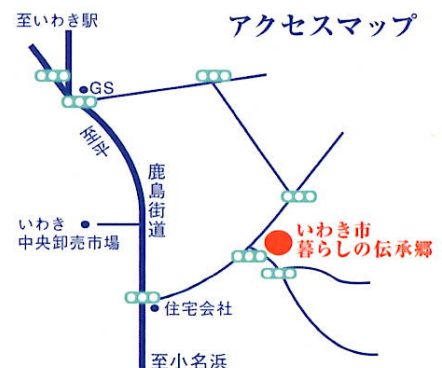 アクセスマップ
至いわき駅
GS
至平
鹿島街道
いわき
中央卸売市場
いわき市
暮らしの伝承郷
住宅会社
至小名浜